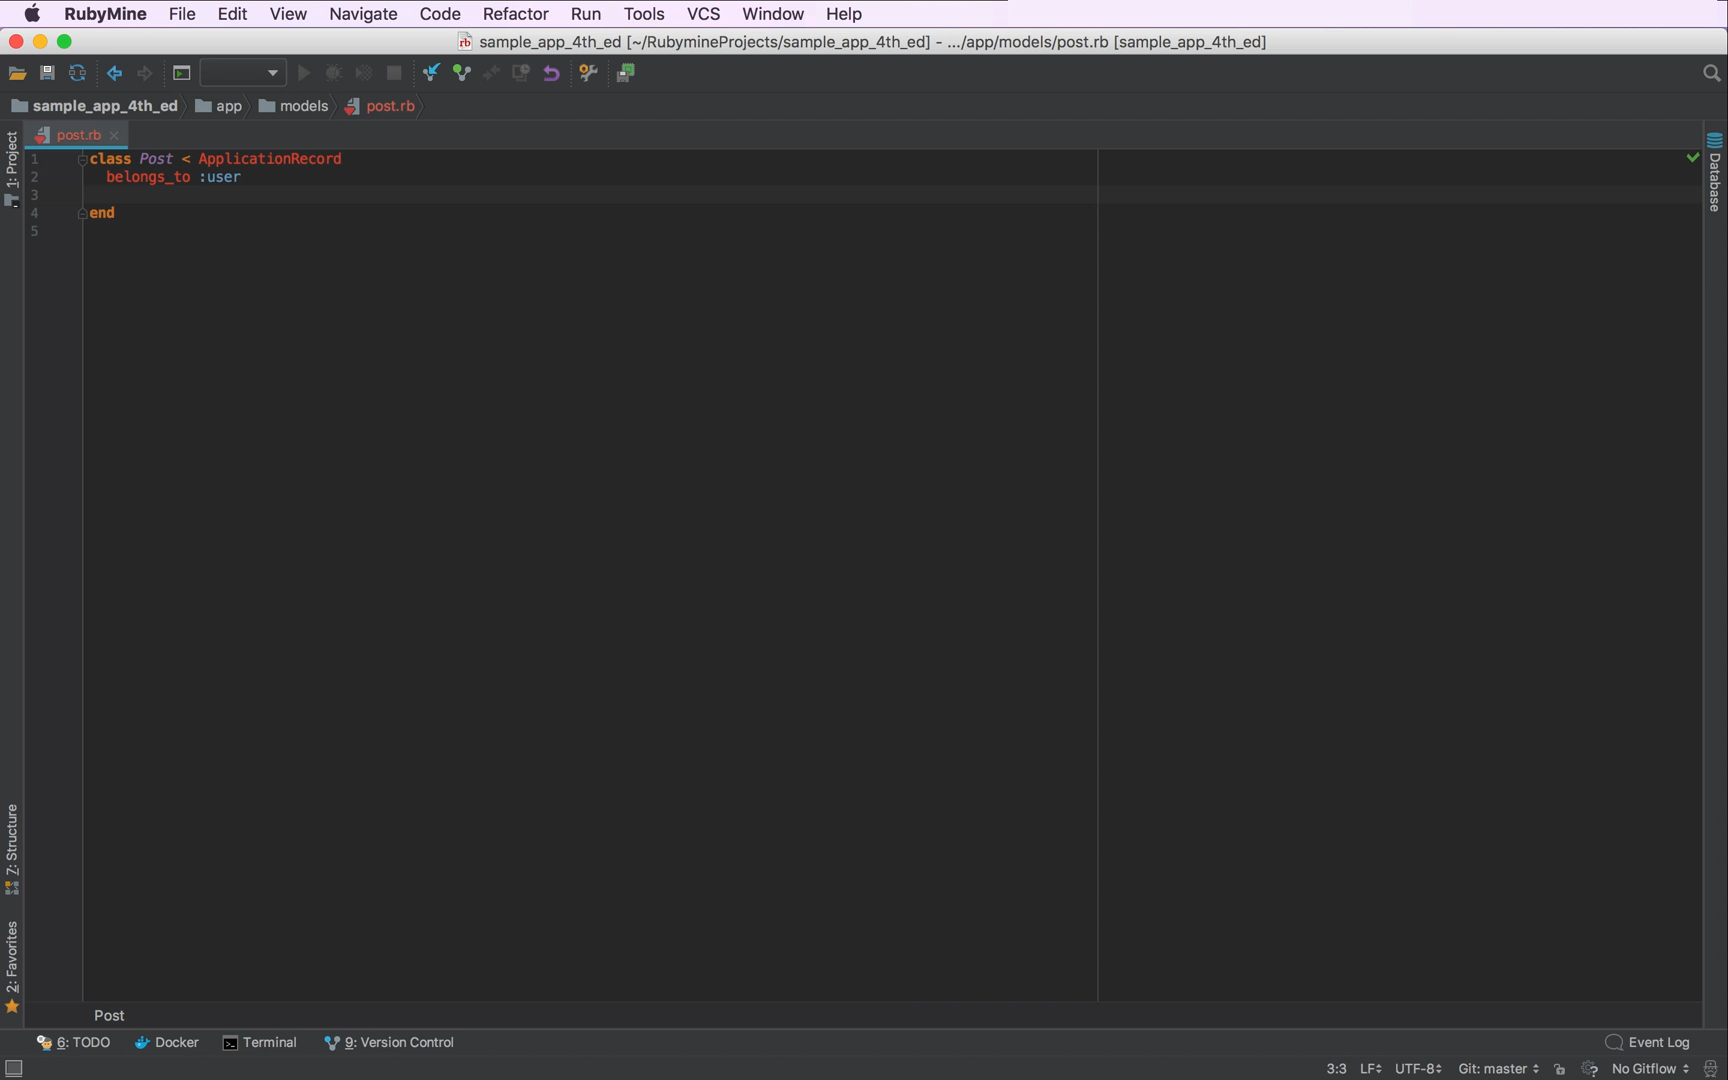 RubyMine File Edit View Navigate Code Refactor Run Tools VCS Window Help
sample_app_4th_ed [~/RubymineProjects/sample_app_4th_ed] - .../app/models/post.rb [sample_app_4th_ed]
sample_app_4th_ed app models post.rb
post.rb
1: Project
Database
1 class Post < ApplicationRecord
2 belongs_to :user
3
4 end
5
7: Structure
2: Favorites
Post
6: TODO Docker Terminal 9: Version Control Event Log
3:3 LF UTF-8 Git: master No Gitflow